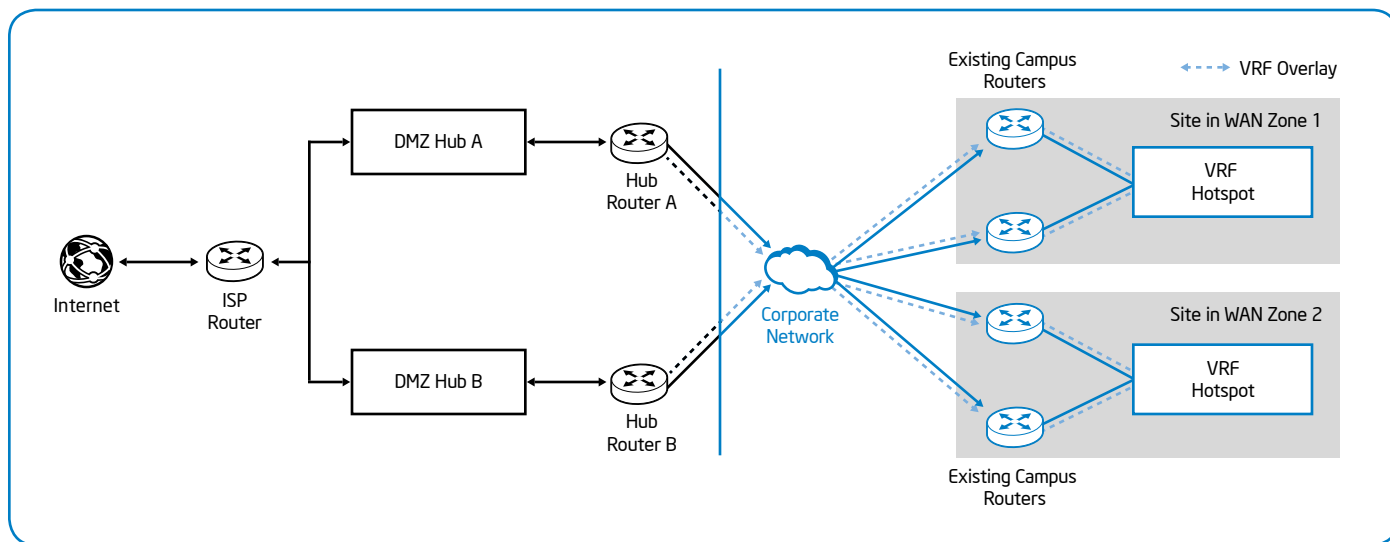 Existing Campus
Routers
VRF Overlay
DMZ Hub A
Hub
Router A
Site in WAN Zone 1
VRF
Hotspot
Internet
ISP
Router
Corporate
Network
Site in WAN Zone 2
VRF
Hotspot
DMZ Hub B
Hub
Router B
Existing Campus
Routers